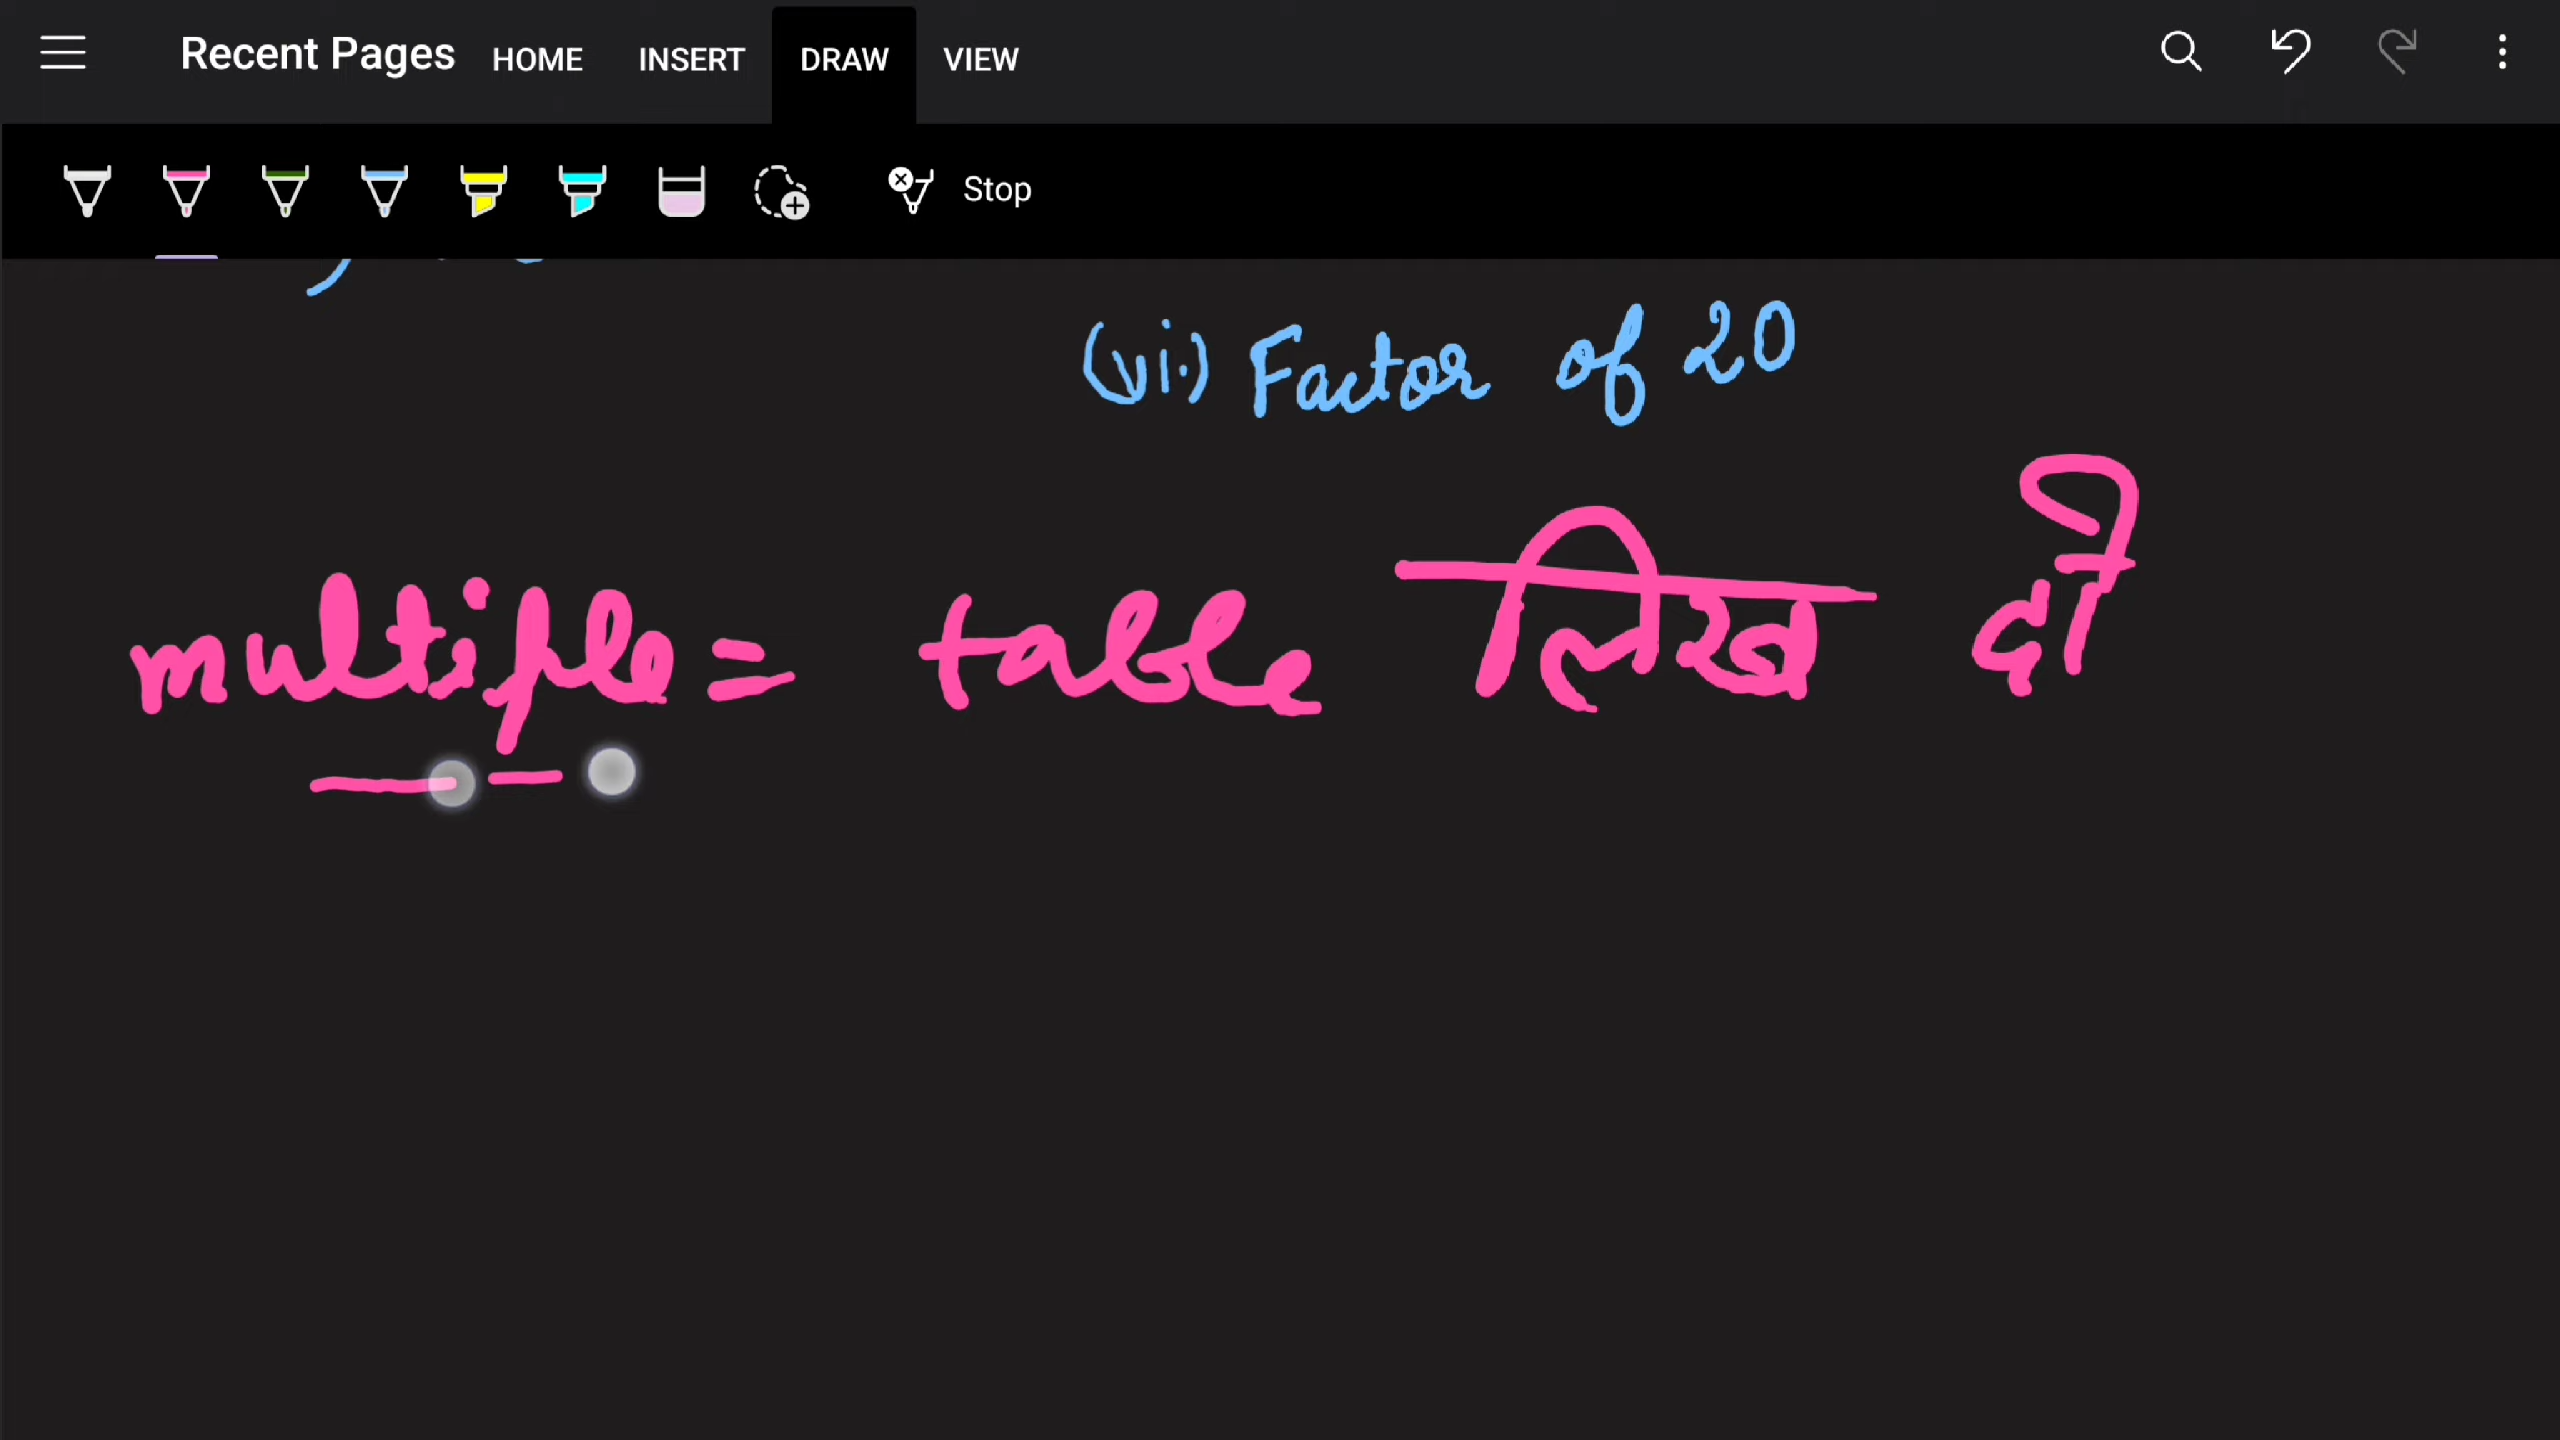 Recent Pages HOME INSERT DRAW VIEW
Stop
(vi.) Factor of 20
multiple = table लिख दो